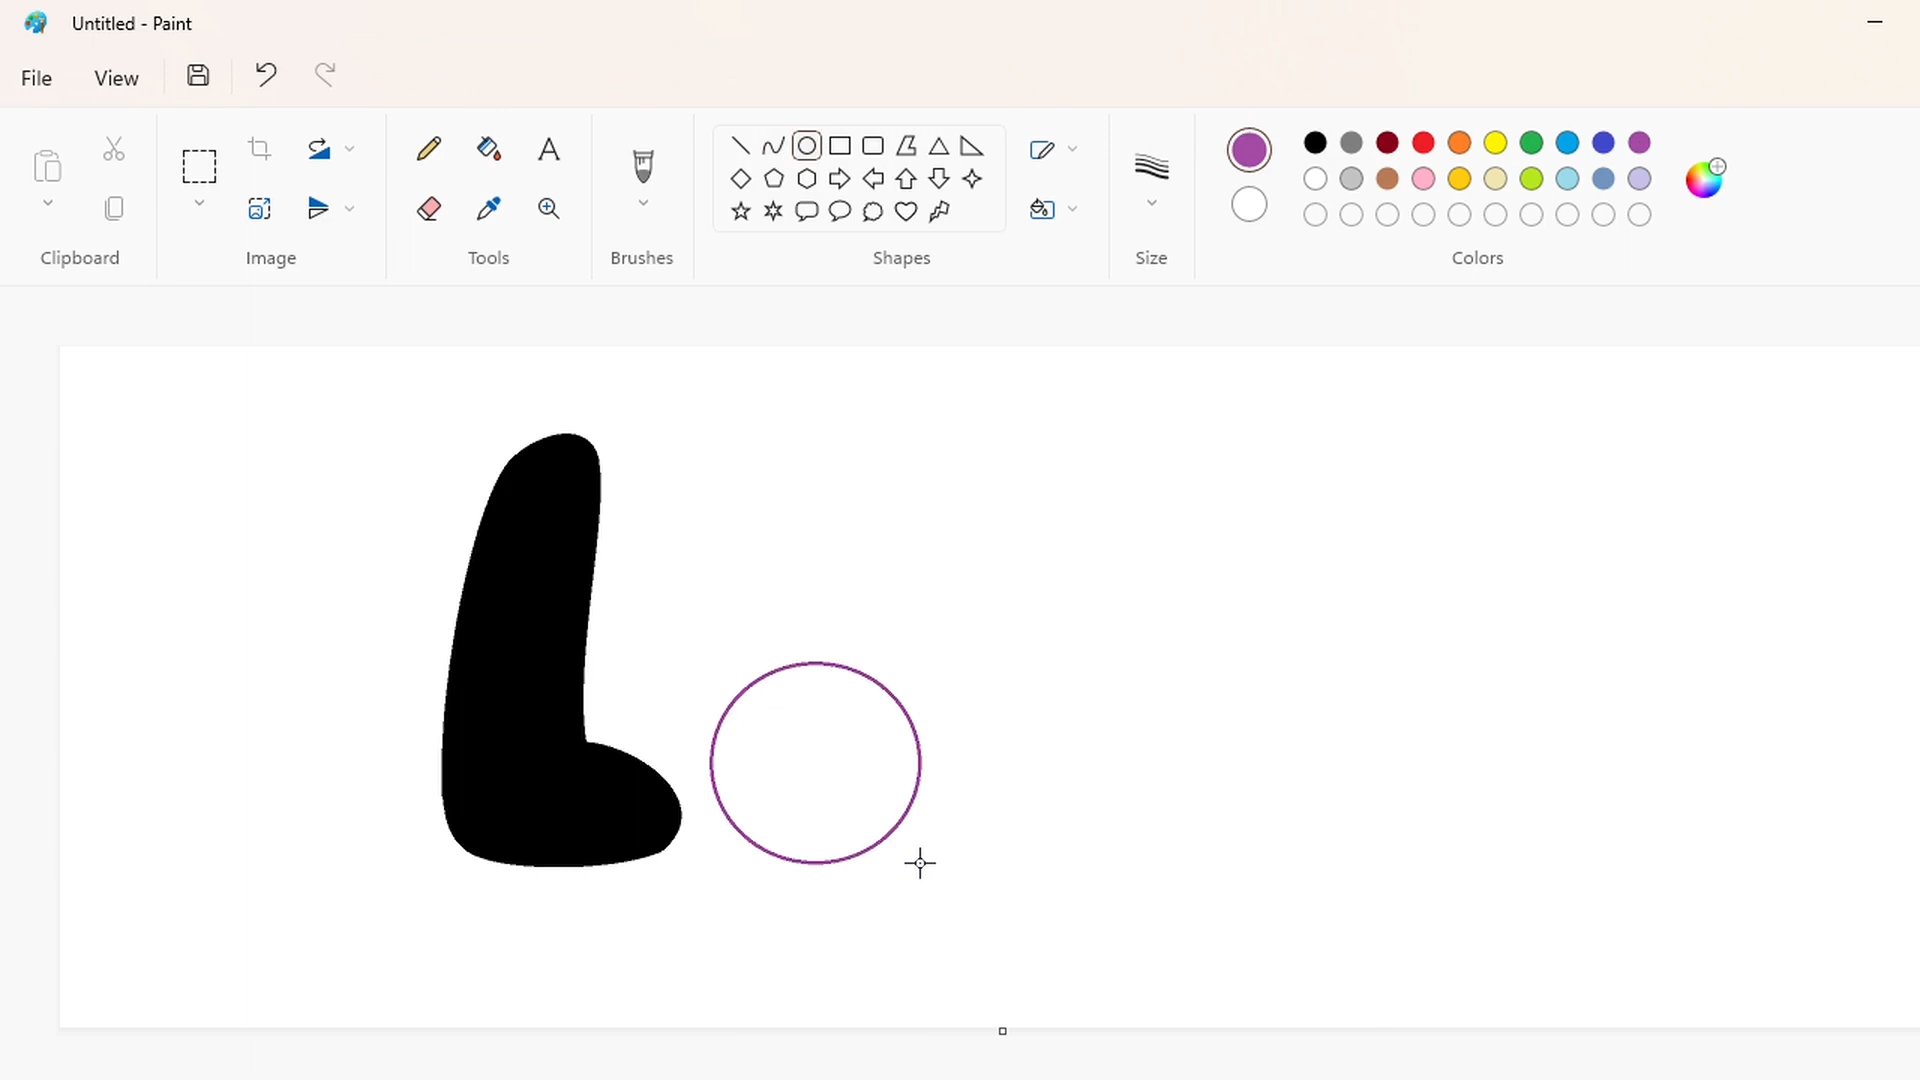 Untitled - Paint
File View
A
Clipboard Image Tools Brushes Shapes Size Colors
L